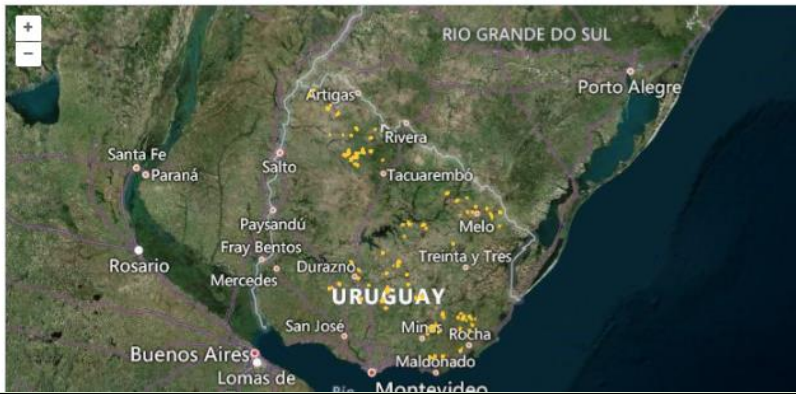 +
−
RIO GRANDE DO SUL
Porto Alegre
Artigas
Rivera
Santa Fe
Paraná
Salto
Tacuarembó
Paysandú
Melo
Fray Bentos
Rosario
Mercedes
Durazno
Treinta y Tres
URUGUAY
San José
Minas
Rocha
Buenos Aires
Maldonado
Lomas de
Montevideo